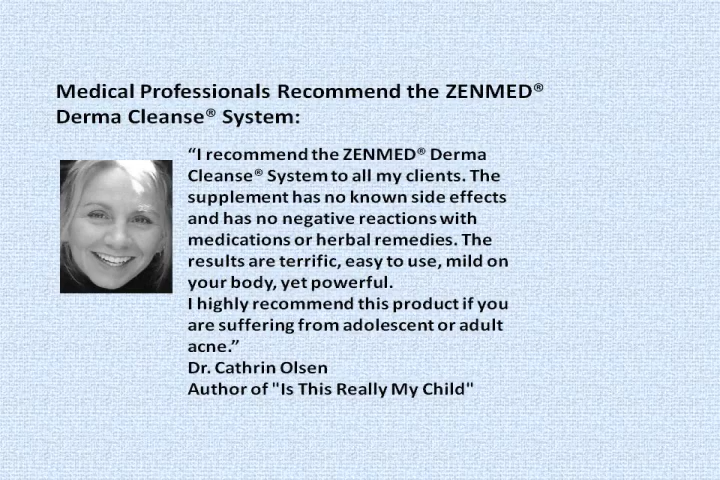 Medical Professionals Recommend the ZENMED®
Derma Cleanse® System:
“I recommend the ZENMED® Derma
Cleanse® System to all my clients. The
supplement has no known side effects
and has no negative reactions with
medications or herbal remedies. The
results are terrific, easy to use, mild on
your body, yet powerful.
I highly recommend this product if you
are suffering from adolescent or adult
acne.”
Dr. Cathrin Olsen
Author of "Is This Really My Child"